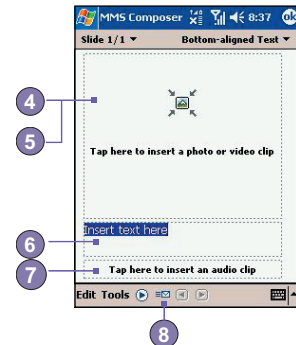 MMS Composer 8:37 ok
Slide 1/1 Bottom-aligned Text
4
5
Tap here to insert a photo or video clip
Insert text here
6
7
Tap here to insert an audio clip
Edit Tools
8